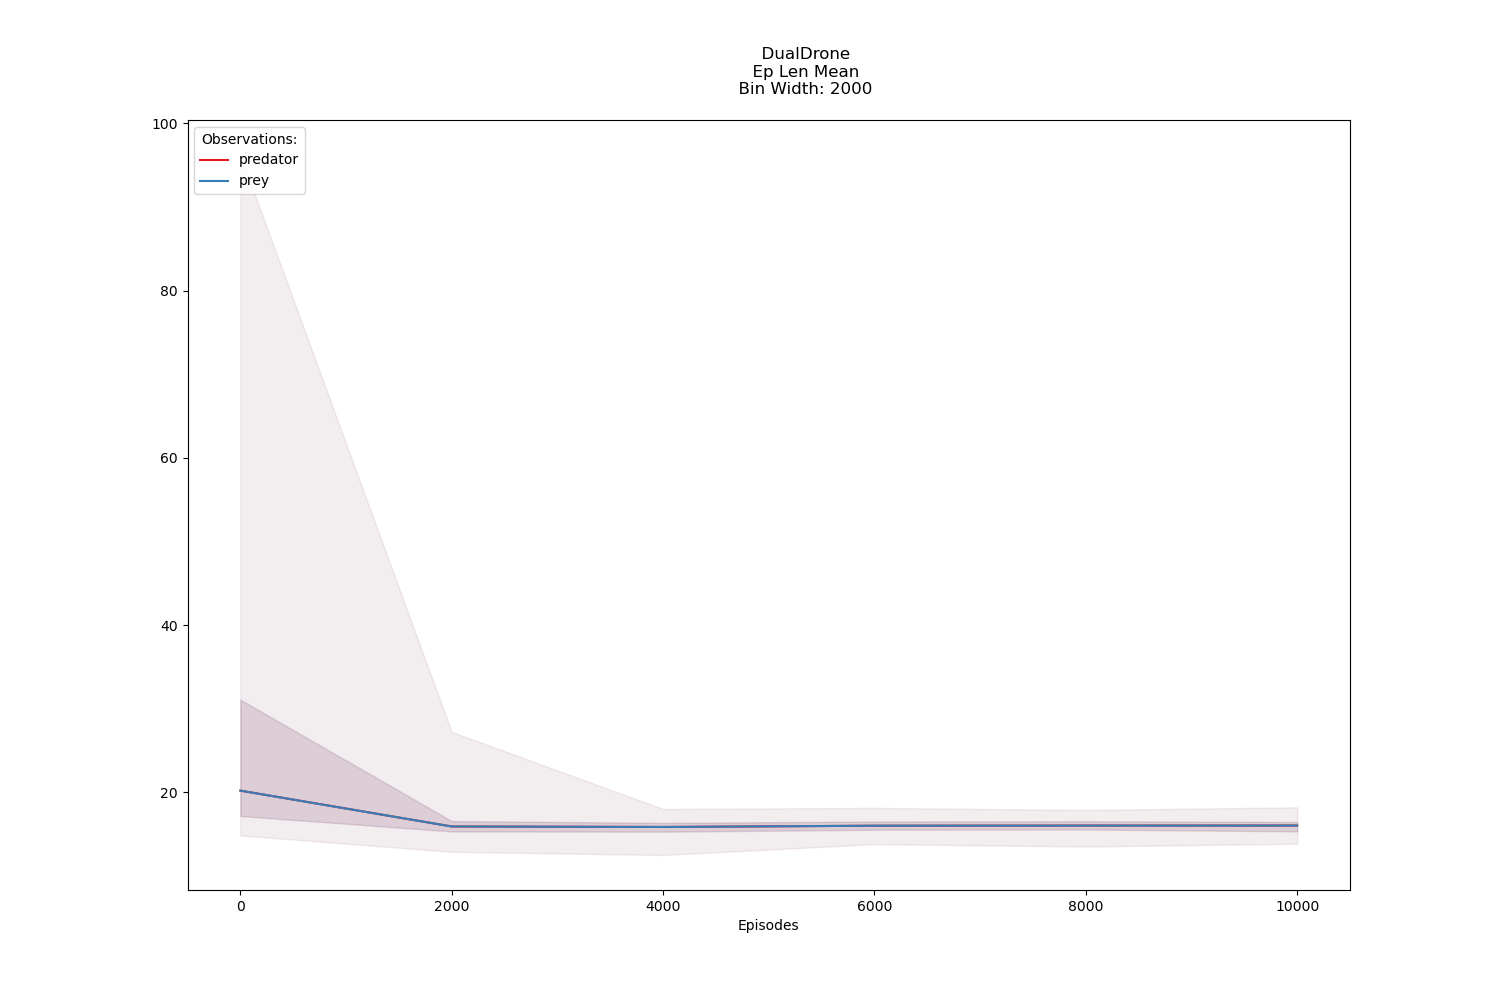 DualDrone
Ep Len Mean
Bin Width: 2000
100
80
60
40
20
Observations:
predator
prey
0 2000 4000 6000 8000 10000
Episodes